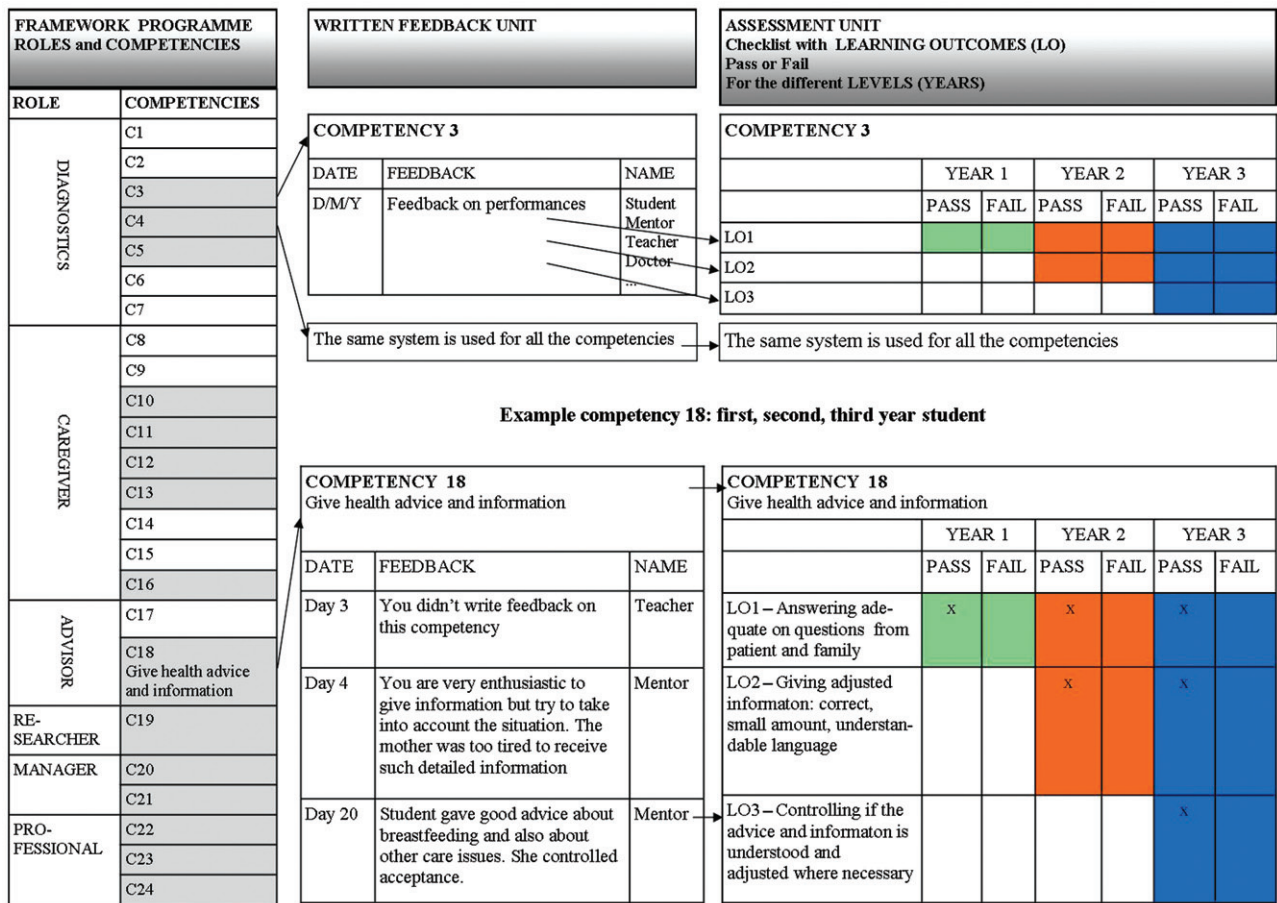 FRAMEWORK PROGRAMME
ROLES and COMPETENCIES
ROLE COMPETENCIES
DIAGNOSTICS
C1
C2
C3
C4
C5
C6
C7
CAREGIVER
C8
C9
C10
C11
C12
C13
C14
C15
C16
ADVISOR
C17
C18
Give health advice
and information
RE-
SEARCHER
C19
MANAGER
C20
C21
PRO-
FESSIONAL
C22
C23
C24
WRITTEN FEEDBACK UNIT
COMPETENCY 3
DATE FEEDBACK NAME
D/M/Y Feedback on performances Student
Mentor
Teacher
Doctor
...
The same system is used for all the competencies
ASSESSMENT UNIT
Checklist with LEARNING OUTCOMES (LO)
Pass or Fail
For the different LEVELS (YEARS)
COMPETENCY 3
YEAR 1 YEAR 2 YEAR 3
PASS FAIL PASS FAIL PASS FAIL
LO1
LO2
LO3
The same system is used for all the competencies
Example competency 18: first, second, third year student
COMPETENCY 18
Give health advice and information
DATE FEEDBACK NAME
Day 3 You didn't write feedback on Teacher
this competency
Day 4 You are very enthusiastic to Mentor
give information but try to take
into account the situation. The
mother was too tired to receive
such detailed information
Day 20 Student gave good advice about Mentor
breastfeeding and also about
other care issues. She controlled
acceptance.
COMPETENCY 18
Give health advice and information
YEAR 1 YEAR 2 YEAR 3
PASS FAIL PASS FAIL PASS FAIL
LO1 – Answering ade- x x x
quate on questions from
patient and family
LO2 – Giving adjusted x x
informaton: correct,
small amount, understan-
dable language
LO3 – Controlling if the x
advice and informaton is
understood and
adjusted where necessary